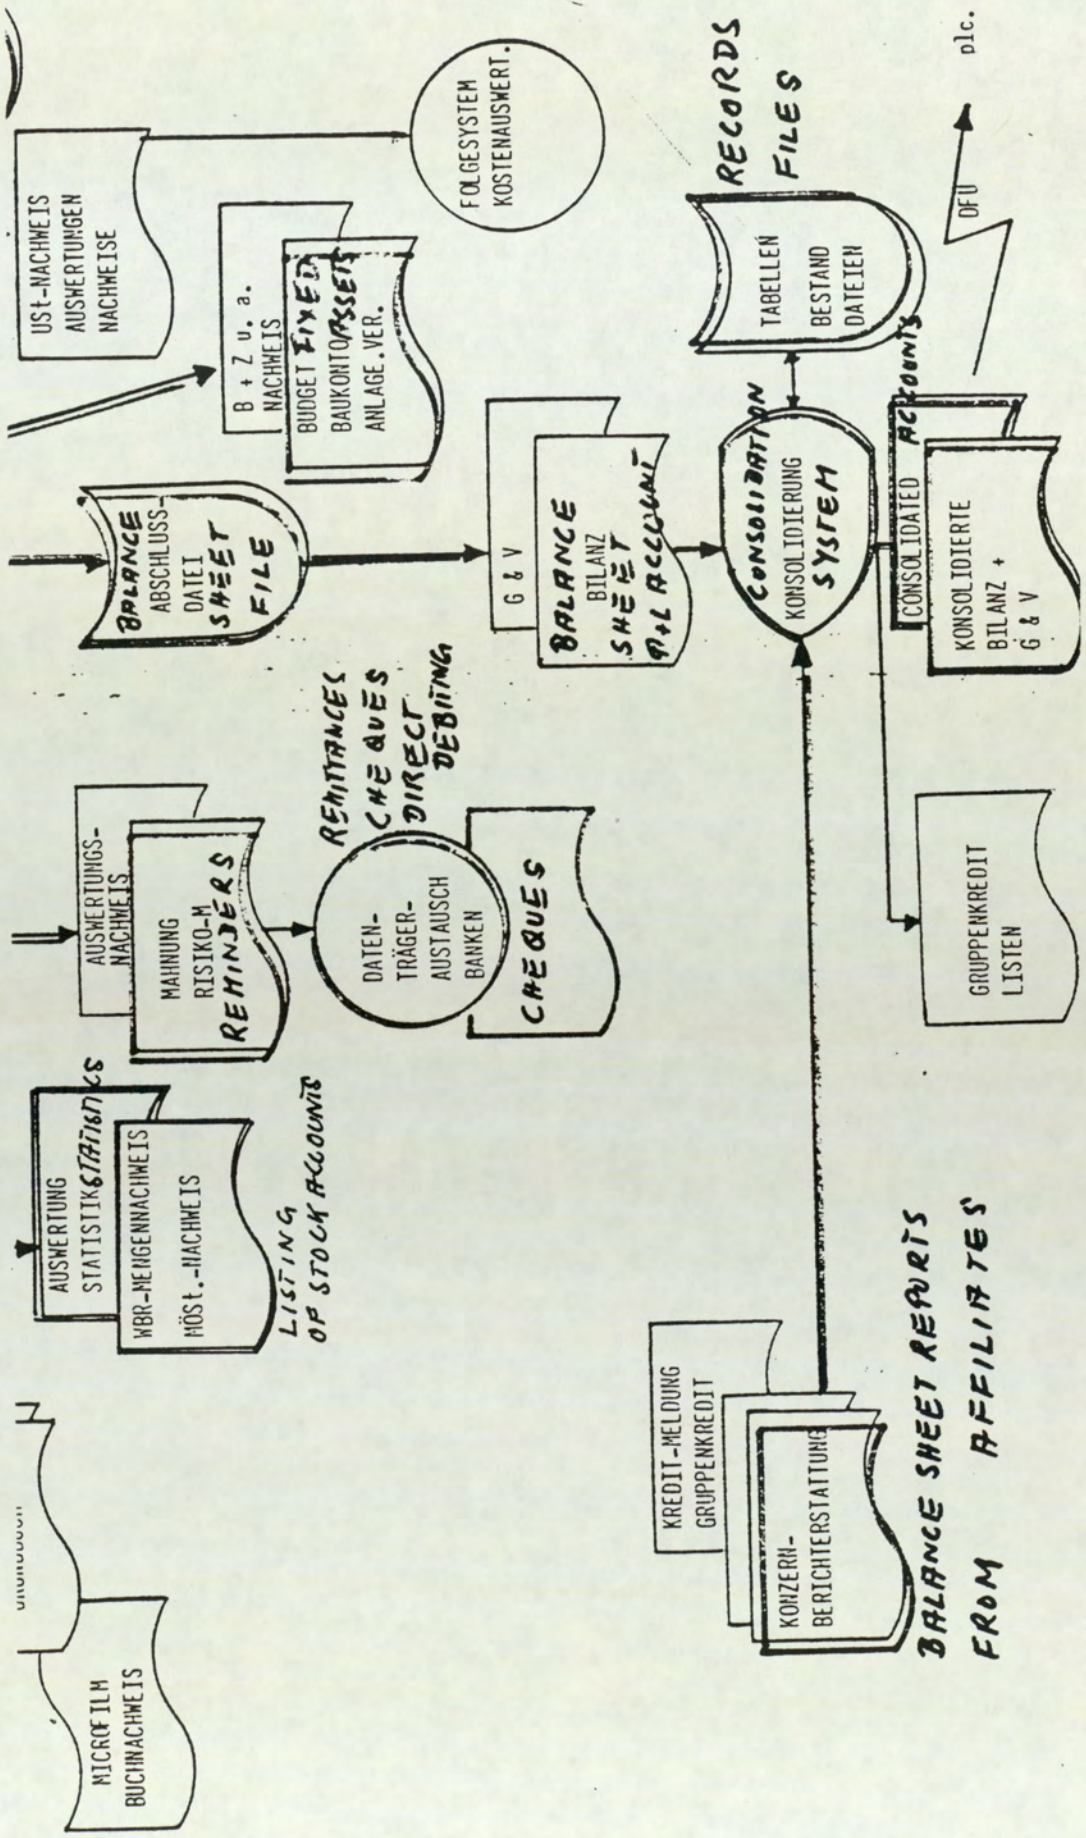 MICROFILM
BUCHNACHWEIS
AUSWERTUNG
STATISTIK STATISTICS
WBR-MENGENNACHWEIS
MÖSt.-NACHWEIS
LISTING
OF STOCK ACCOUNTS
AUSWERTUNGS-
NACHWEIS
MAHNUNG
RISIKO-M
REMINDERS
DATEN-
TRÄGER-
AUSTAUSCH
BANKEN
REMITTANCES
CHEQUES
DIRECT
DEBITING
CHEQUES
BALANCE
ABSCHLUSS-
DATEI
SHEET
FILE
B + Z u. a.
NACHWEIS
BUDGET FIXED
BAUKONTO ASSETS
ANLAGE.VER.
USt-NACHWEIS
AUSWERTUNGEN
NACHWEISE
FOLGESYSTEM
KOSTENAUSWERT.
G & V
BALANCE
BILANZ
SHEET
P+L ACCOUNT
KREDIT-MELDUNG
GRUPPENKREDIT
KONZERN-
BERICHTERSTATTUNG
BALANCE SHEET REPORTS
FROM AFFILIATES
CONSOLIDATION
KONSOLIDIERUNG
SYSTEM
TABELLEN
BESTAND
DATEIEN
RECORDS
FILES
GRUPPENKREDIT
LISTEN
CONSOLIDATED ACCOUNTS
KONSOLIDIERTE
BILANZ +
G & V
DFU
plc.